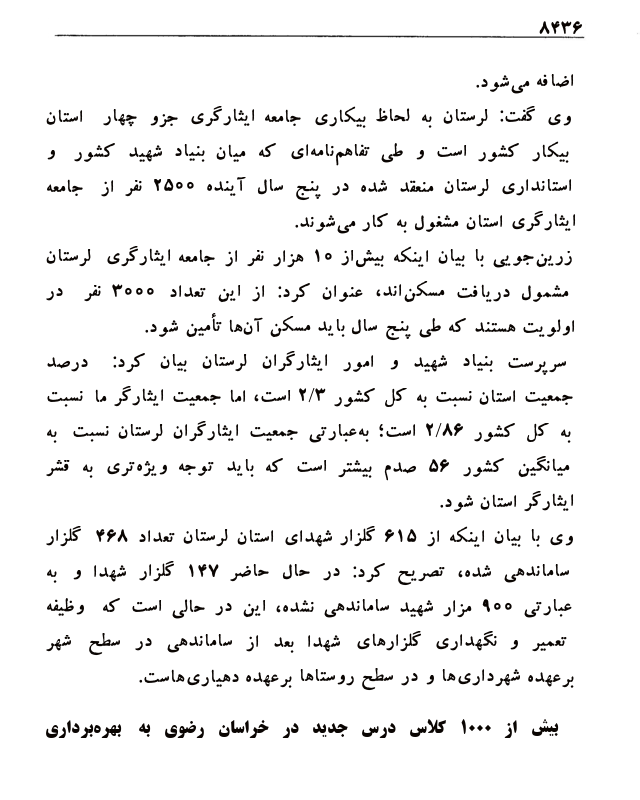 ۸۴۳۶
اضافه می‌شود.
وی گفت: لرستان به لحاظ بیکاری جامعه ایثارگری جزو چهار استان
بیکار کشور است و طی تفاهم‌نامه‌ای که میان بنیاد شهید کشور و
استانداری لرستان منعقد شده در پنج سال آینده ۲۵۰۰ نفر از جامعه
ایثارگری استان مشغول به کار می‌شوند.
زرین‌جویی با بیان اینکه بیش‌از ۱۰ هزار نفر از جامعه ایثارگری لرستان
مشمول دریافت مسکن‌اند، عنوان کرد: از این تعداد ۳۰۰۰ نفر در
اولویت هستند که طی پنج سال باید مسکن آن‌ها تأمین شود.
سرپرست بنیاد شهید و امور ایثارگران لرستان بیان کرد: درصد
جمعیت استان نسبت به کل کشور ۲/۳ است، اما جمعیت ایثارگر ما نسبت
به کل کشور ۲/۸۶ است؛ به‌عبارتی جمعیت ایثارگران لرستان نسبت به
میانگین کشور ۵۶ صدم بیشتر است که باید توجه ویژه‌تری به قشر
ایثارگر استان شود.
وی با بیان اینکه از ۶۱۵ گلزار شهدای استان لرستان تعداد ۴۶۸ گلزار
ساماندهی شده، تصریح کرد: در حال حاضر ۱۴۷ گلزار شهدا و به
عبارتی ۹۰۰ مزار شهید ساماندهی نشده، این در حالی است که وظیفه
تعمیر و نگهداری گلزارهای شهدا بعد از ساماندهی در سطح شهر
برعهده شهرداری‌ها و در سطح روستاها برعهده دهیاری‌هاست.
بیش از ۱۰۰۰ کلاس درس جدید در خراسان رضوی به بهره‌برداری